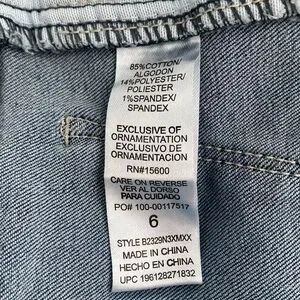 85%COTTON/
ALGODON
14%POLYESTER/
POLIESTER
1%SPANDEX/
SPANDEX
EXCLUSIVE OF
ORNAMENTATION
EXCLUSIVO DE
ORNAMENTACION
RN#15600
CARE ON REVERSE
VER AL DORSO
PARA CUIDADO
PO# 100-00117517
6
STYLE B2329N3XMXX
MADE IN CHINA
HECHO EN CHINA
UPC 196128271832